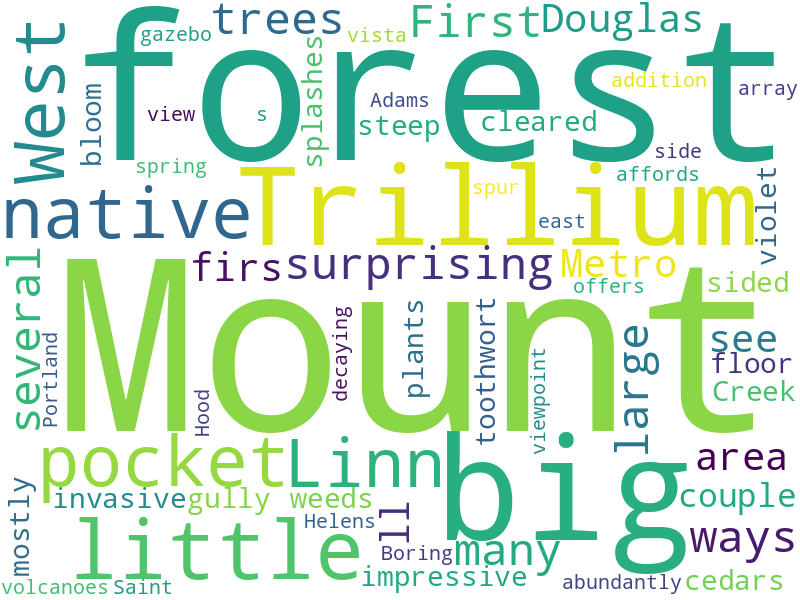 forest
Mount
Trillium
big
little
native
West
pocket
Linn
surprising
First
Douglas
trees
firs
Metro
several
large
many
ways
area
ll
see
floor
Creek
sided
couple
cedars
impressive
invasive
gully
weeds
mostly
toothwort
plants
violet
cleared
steep
splashes
bloom
gazebo
vista
addition
array
Adams
view
s
side
affords
spring
spur
east
offers
decaying
viewpoint
Hood
Portland
Helens
Boring
abundantly
volcanoes
Saint